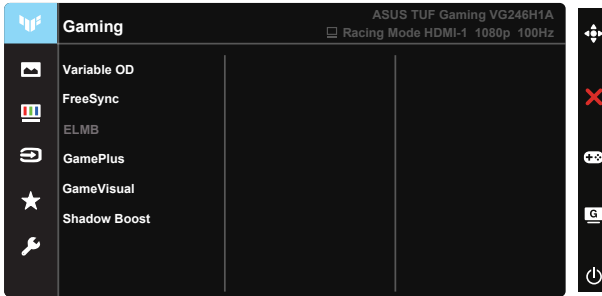 Gaming
ASUS TUF Gaming VG246H1A
Racing Mode HDMI-1 1080p 100Hz
Variable OD
FreeSync
ELMB
GamePlus
GameVisual
Shadow Boost
G